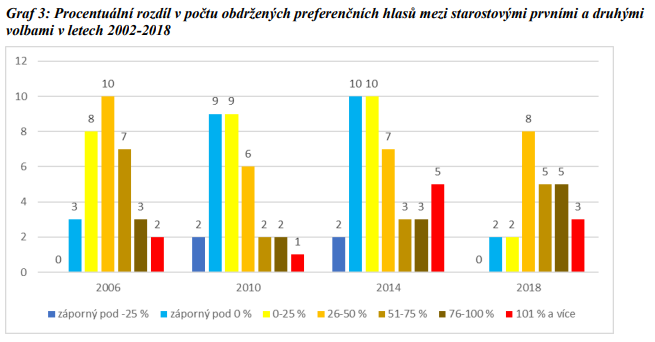 Graf 3: Procentuální rozdíl v počtu obdržených preferenčních hlasů mezi starostovými prvními a druhými
volbami v letech 2002-2018
12
10
8
6
4
2
0
0 3 8 10 7 3 2
2 9 9 6 2 2 1
2 10 10 7 3 3 5
0 2 2 8 5 5 3
2006 2010 2014 2018
záporný pod -25 % záporný pod 0 % 0-25 % 26-50 % 51-75 % 76-100 % 101 % a více